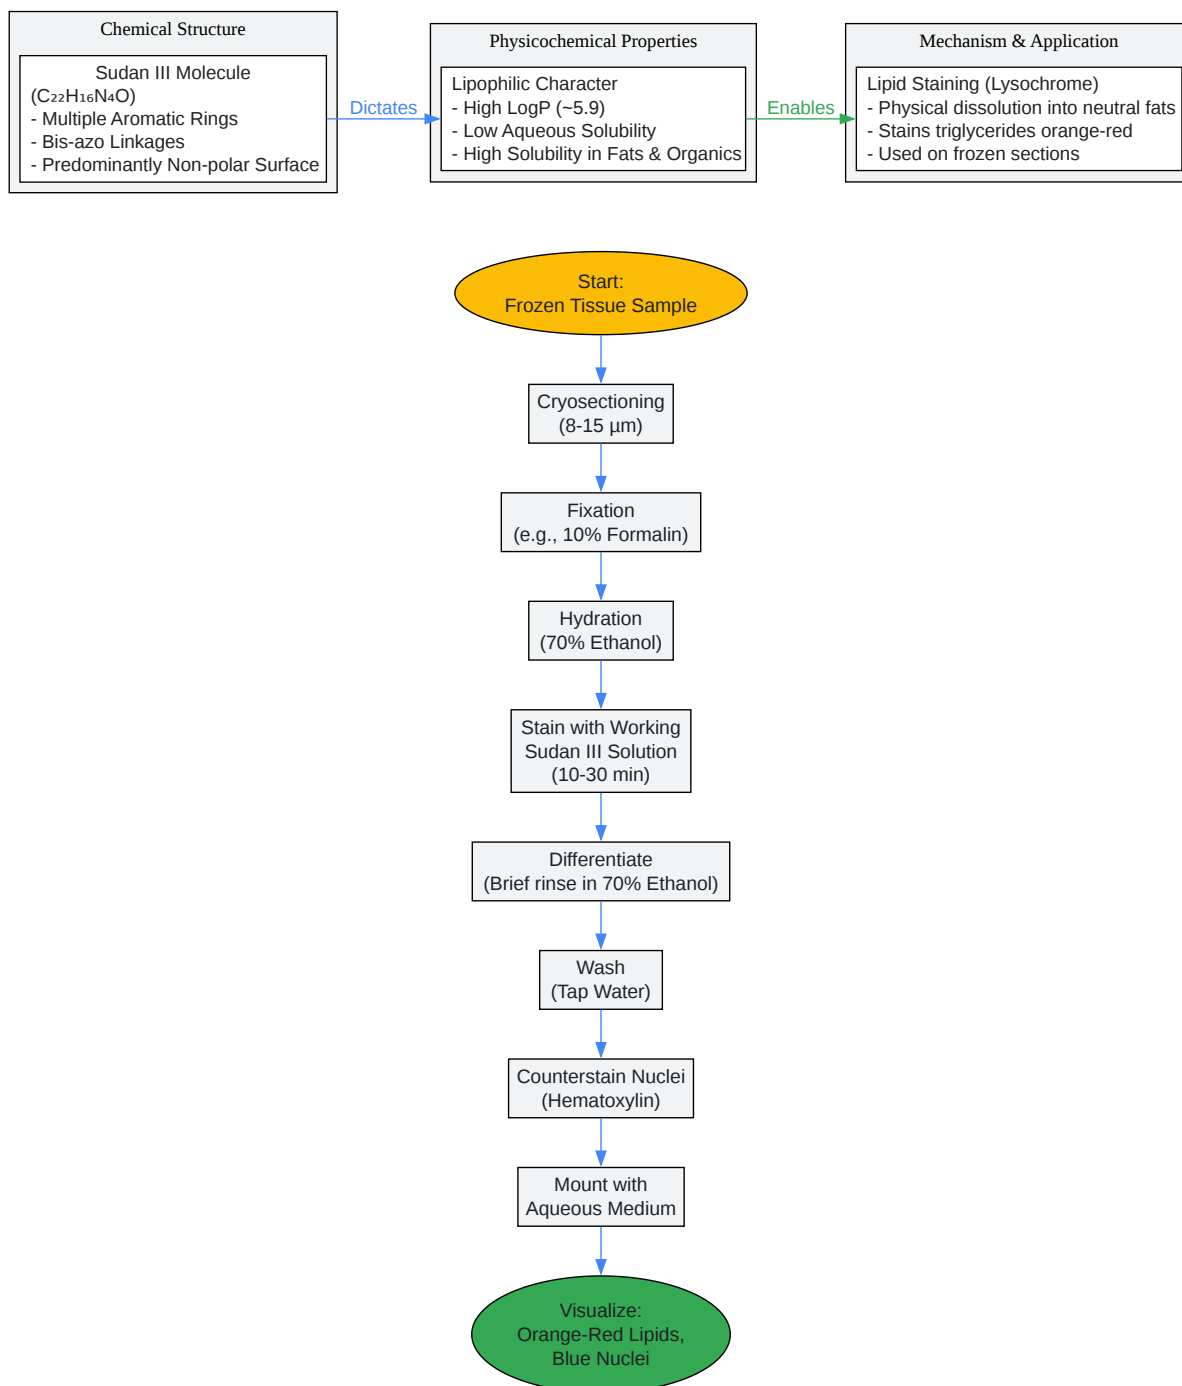 Chemical Structure
Sudan III Molecule
(C₂₂H₁₆N₄O)
- Multiple Aromatic Rings
- Bis-azo Linkages
- Predominantly Non-polar Surface
Dictates
Physicochemical Properties
Lipophilic Character
- High LogP (~5.9)
- Low Aqueous Solubility
- High Solubility in Fats & Organics
Enables
Mechanism & Application
Lipid Staining (Lysochrome)
- Physical dissolution into neutral fats
- Stains triglycerides orange-red
- Used on frozen sections
Start:
Frozen Tissue Sample
Cryosectioning
(8-15 µm)
Fixation
(e.g., 10% Formalin)
Hydration
(70% Ethanol)
Stain with Working
Sudan III Solution
(10-30 min)
Differentiate
(Brief rinse in 70% Ethanol)
Wash
(Tap Water)
Counterstain Nuclei
(Hematoxylin)
Mount with
Aqueous Medium
Visualize:
Orange-Red Lipids,
Blue Nuclei